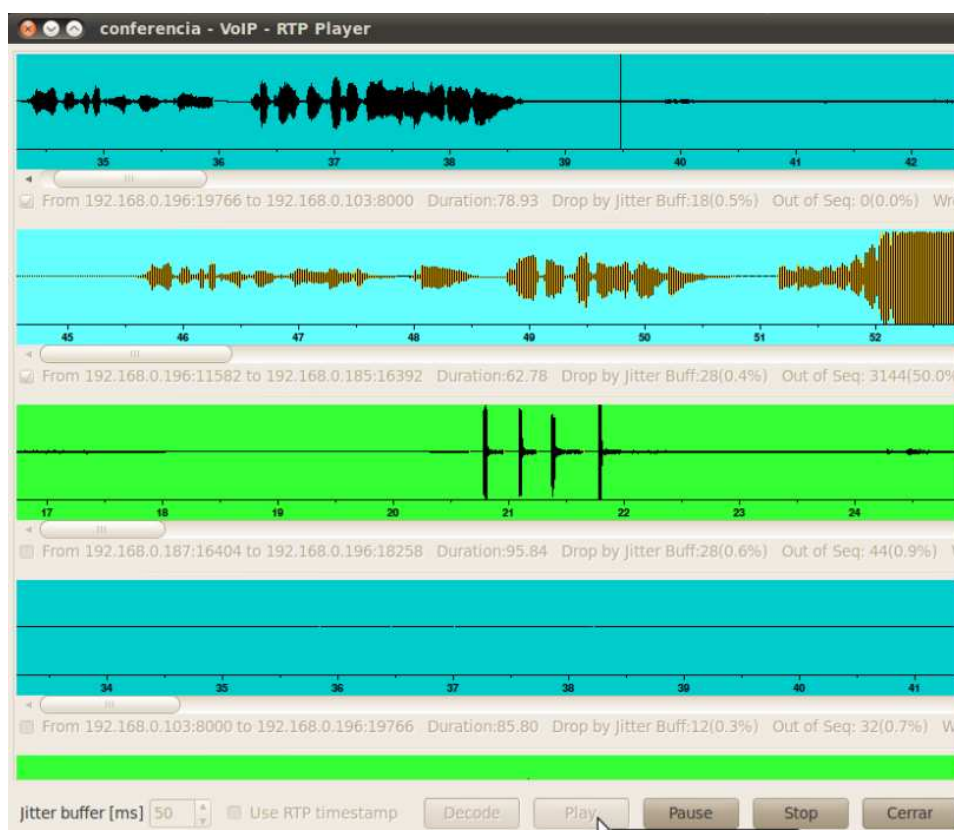 conferencia - VoIP - RTP Player
35 36 37 38 39 40 41 42
From 192.168.0.196:19766 to 192.168.0.103:8000 Duration:78.93 Drop by Jitter Buff:18(0.5%) Out of Seq: 0(0.0%) Wr
45 46 47 48 49 50 51 52
From 192.168.0.196:11582 to 192.168.0.185:16392 Duration:62.78 Drop by Jitter Buff:28(0.4%) Out of Seq: 3144(50.0%
17 18 19 20 21 22 23 24
From 192.168.0.187:16404 to 192.168.0.196:18258 Duration:95.84 Drop by Jitter Buff:28(0.6%) Out of Seq: 44(0.9%)
34 35 36 37 38 39 40 41
From 192.168.0.103:8000 to 192.168.0.196:19766 Duration:85.80 Drop by Jitter Buff:12(0.3%) Out of Seq: 32(0.7%) W
Jitter buffer [ms] 50 Use RTP timestamp Decode Play Pause Stop Cerrar